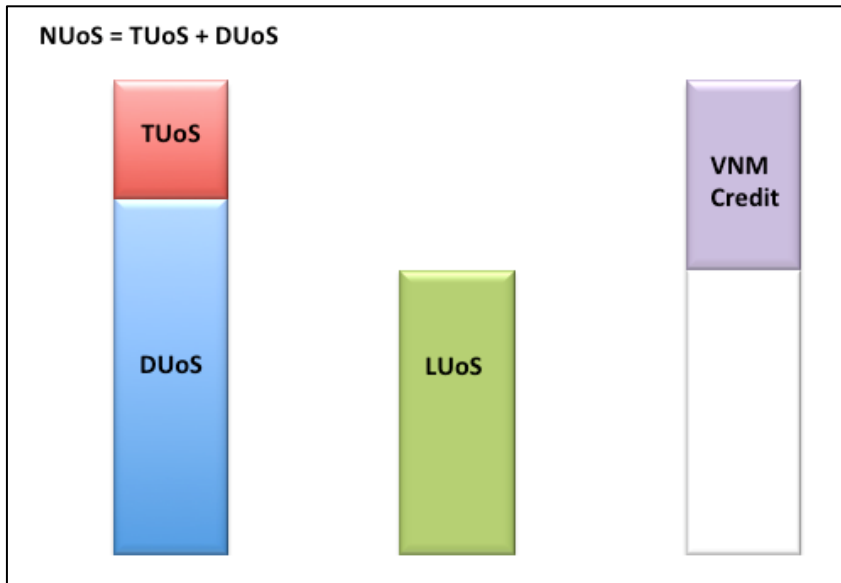 NUoS = TUoS + DUoS
TUoS
VNM
Credit
DUoS
LUoS